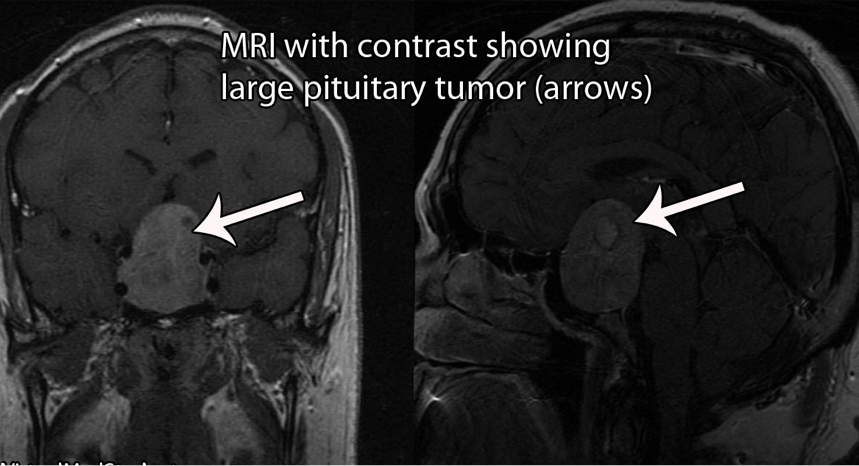 MRI with contrast showing
large pituitary tumor (arrows)